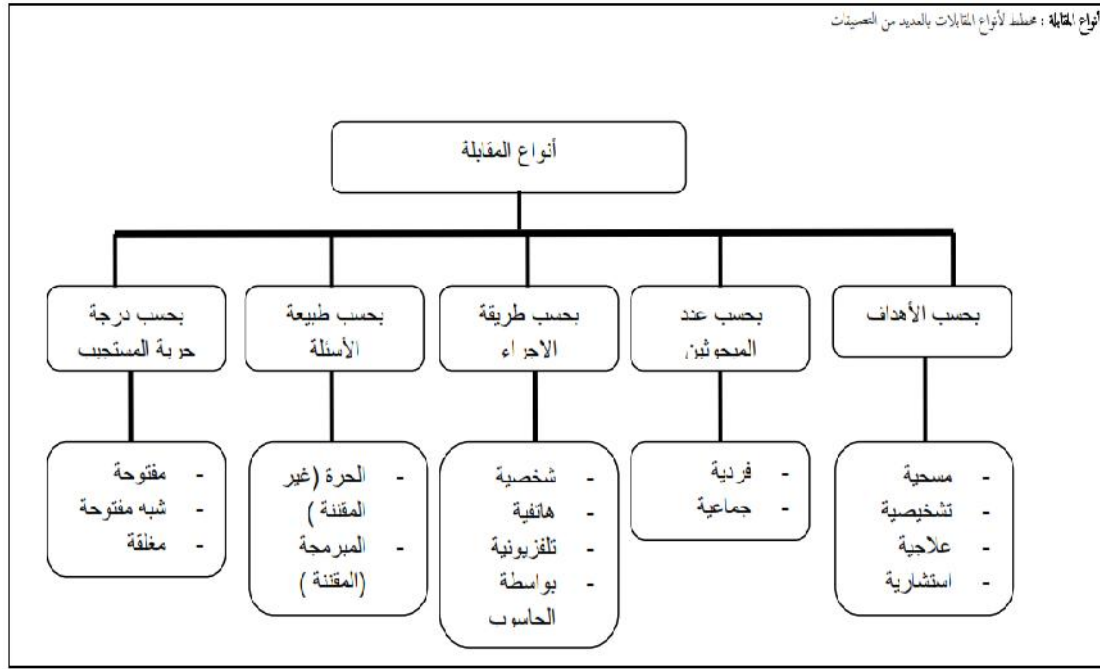 أنواع المقابلة : مخطط لأنواع المقابلات بالعديد من التصنيفات
أنواع المقابلة
بحسب الأهداف
بحسب عدد
المبحوثين
بحسب طريقة
الاجراء
بحسب طبيعة
الأسئلة
بحسب درجة
حرية المستجيب
- مسحية
- تشخيصية
- علاجية
- استشارية
- فردية
- جماعية
- شخصية
- هاتفية
- تلفزيونية
- بواسطة
الحاسوب
- الحرة (غير
المقننة )
- المبرمجة
(المقننة )
- مفتوحة
- شبه مفتوحة
- مغلقة